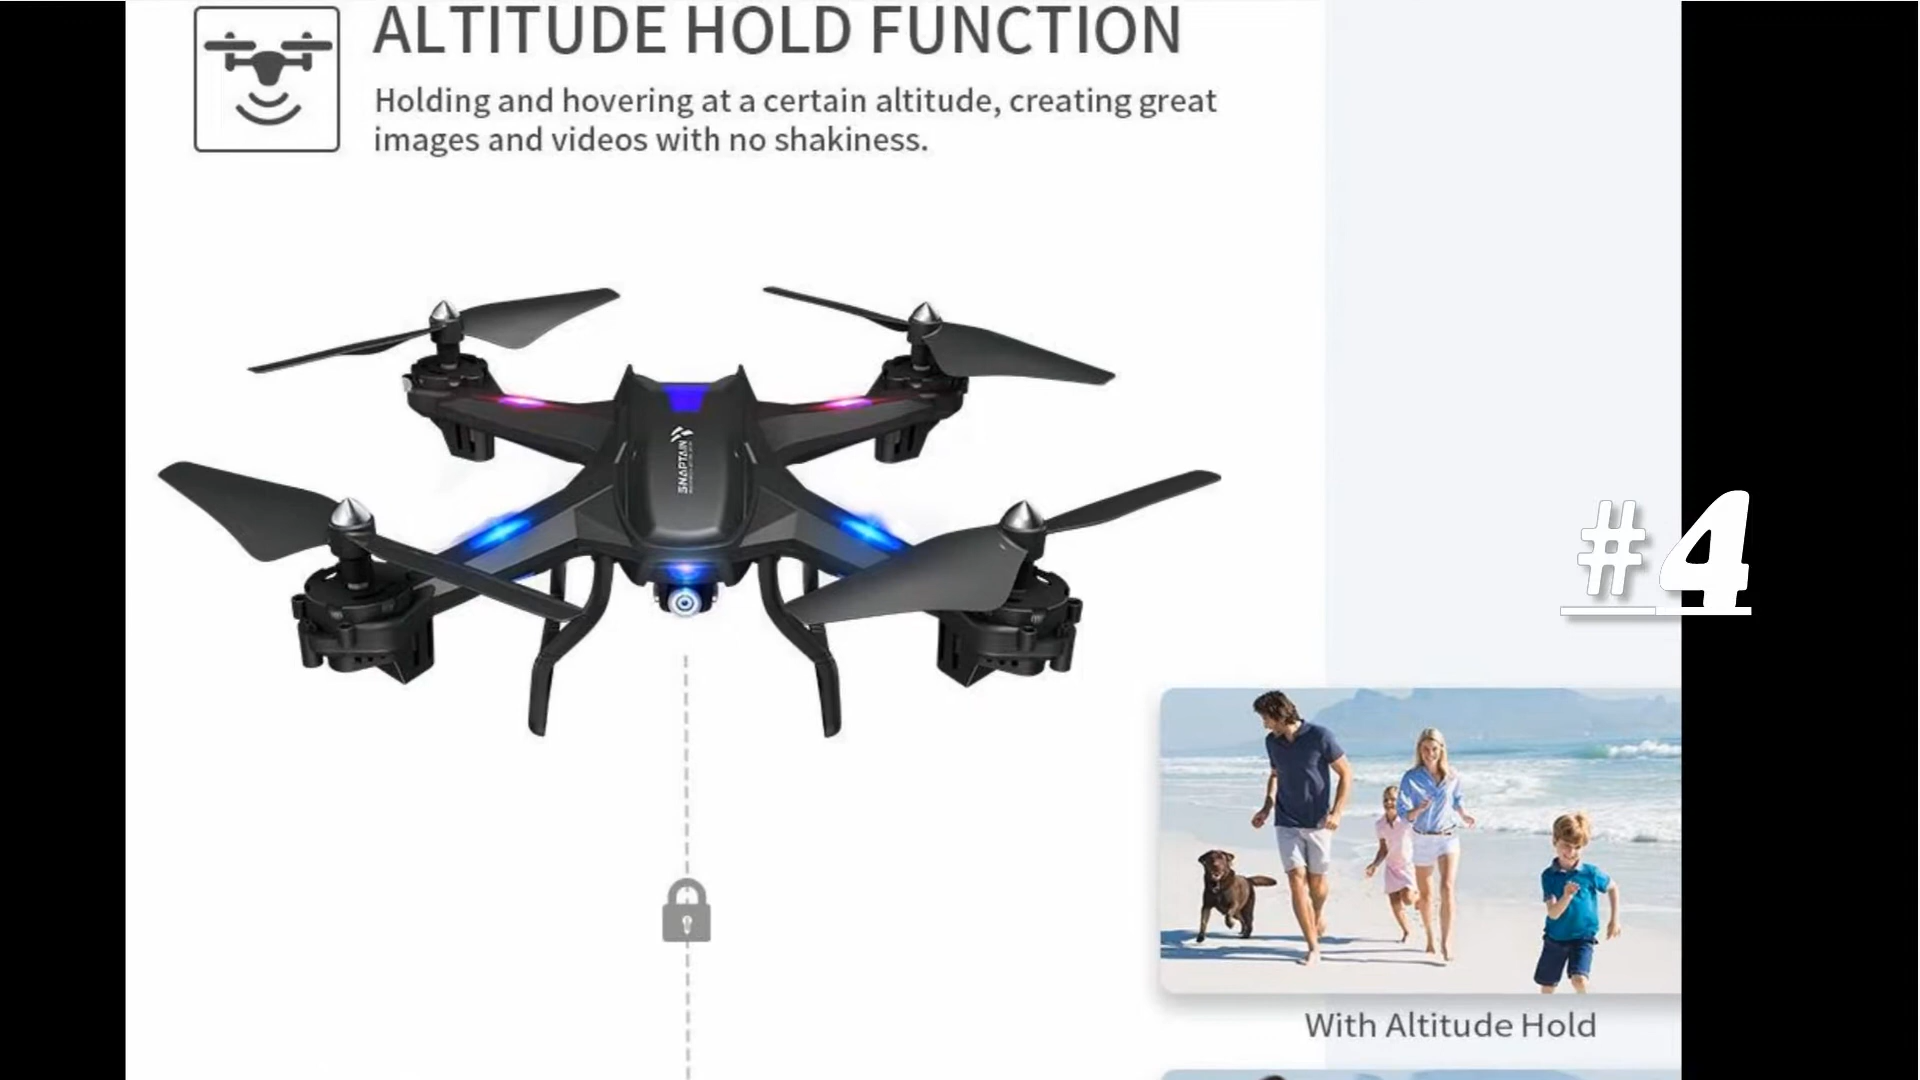 ALTITUDE HOLD FUNCTION
Holding and hovering at a certain altitude, creating great
images and videos with no shakiness.
SNAPTAIN
#4
With Altitude Hold